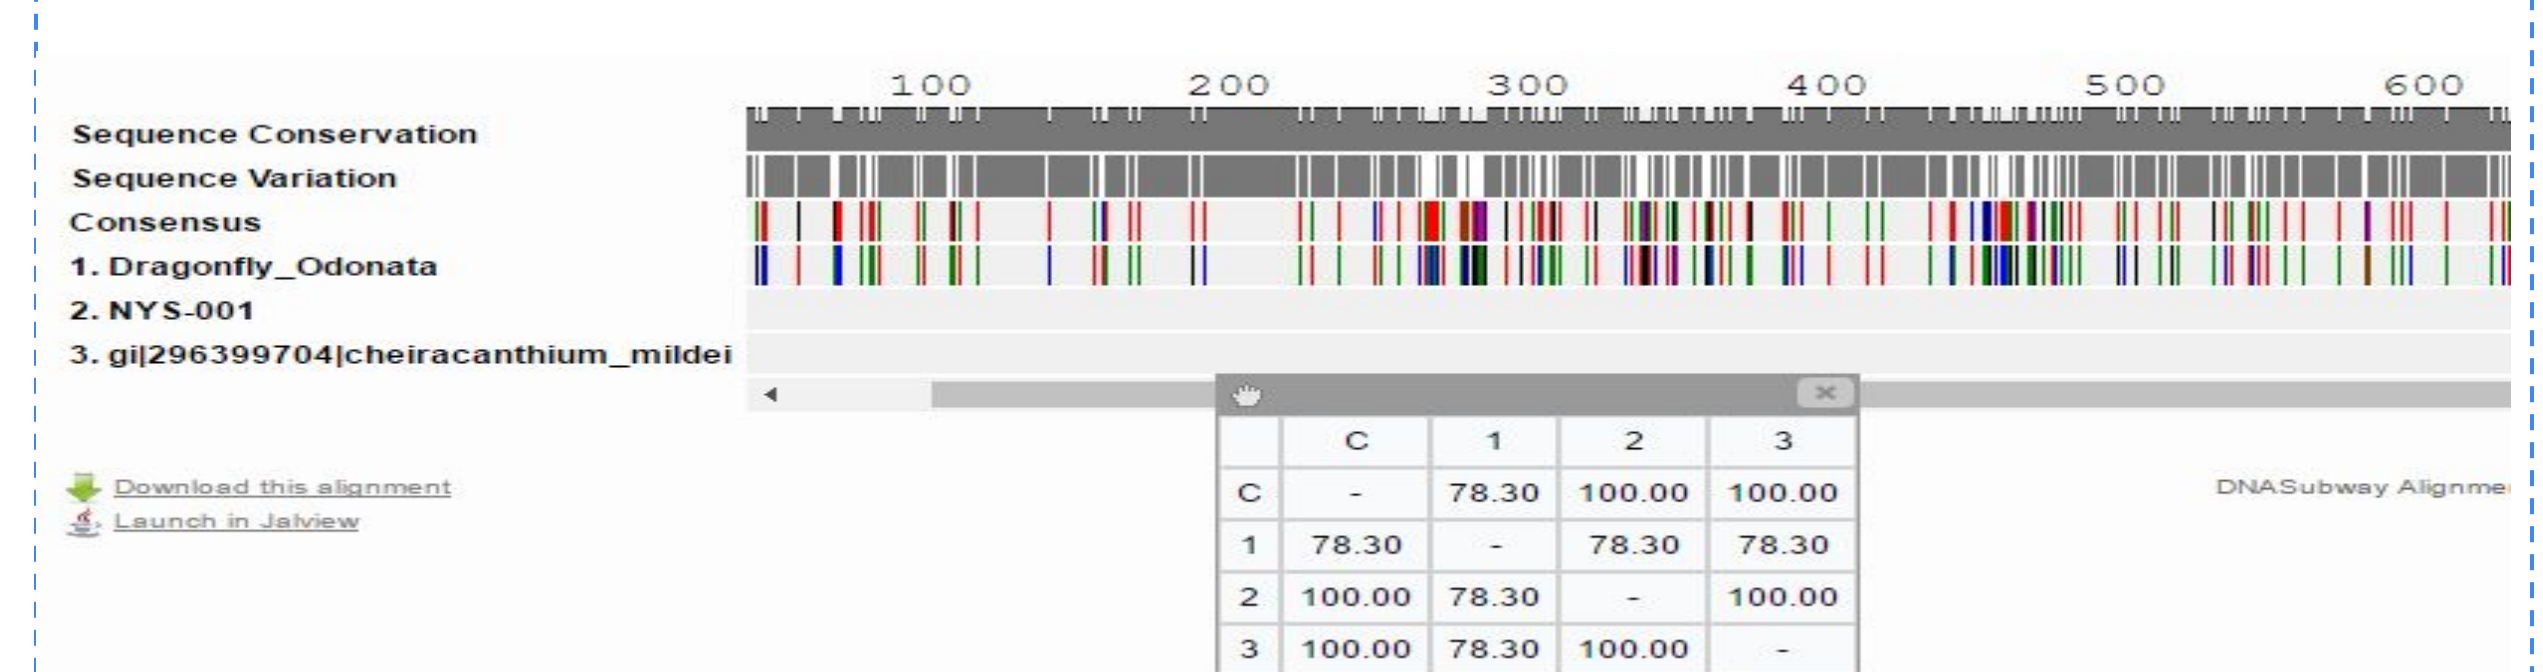 100 200 300 400 500 600
Sequence Conservation
Sequence Variation
Consensus
1. Dragonfly_Odonata
2. NYS-001
3. gi|296399704|cheiracanthium_mildei
C 1 2 3
C - 78.30 100.00 100.00
1 78.30 - 78.30 78.30
2 100.00 78.30 - 100.00
3 100.00 78.30 100.00 -
Download this alignment
Launch in Jalview
DNASubway Alignme